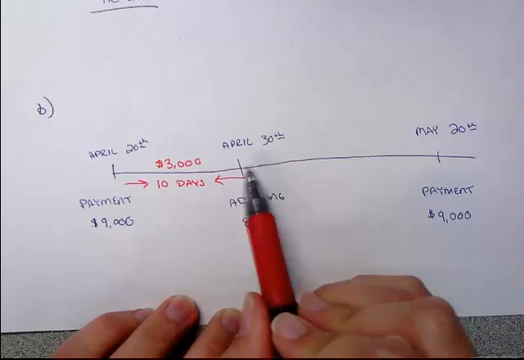 b)
APRIL 20th
$3,000
APRIL 30th
MAY 20th
10 DAYS
PAYMENT
$9,000
PAYMENT
$9,000